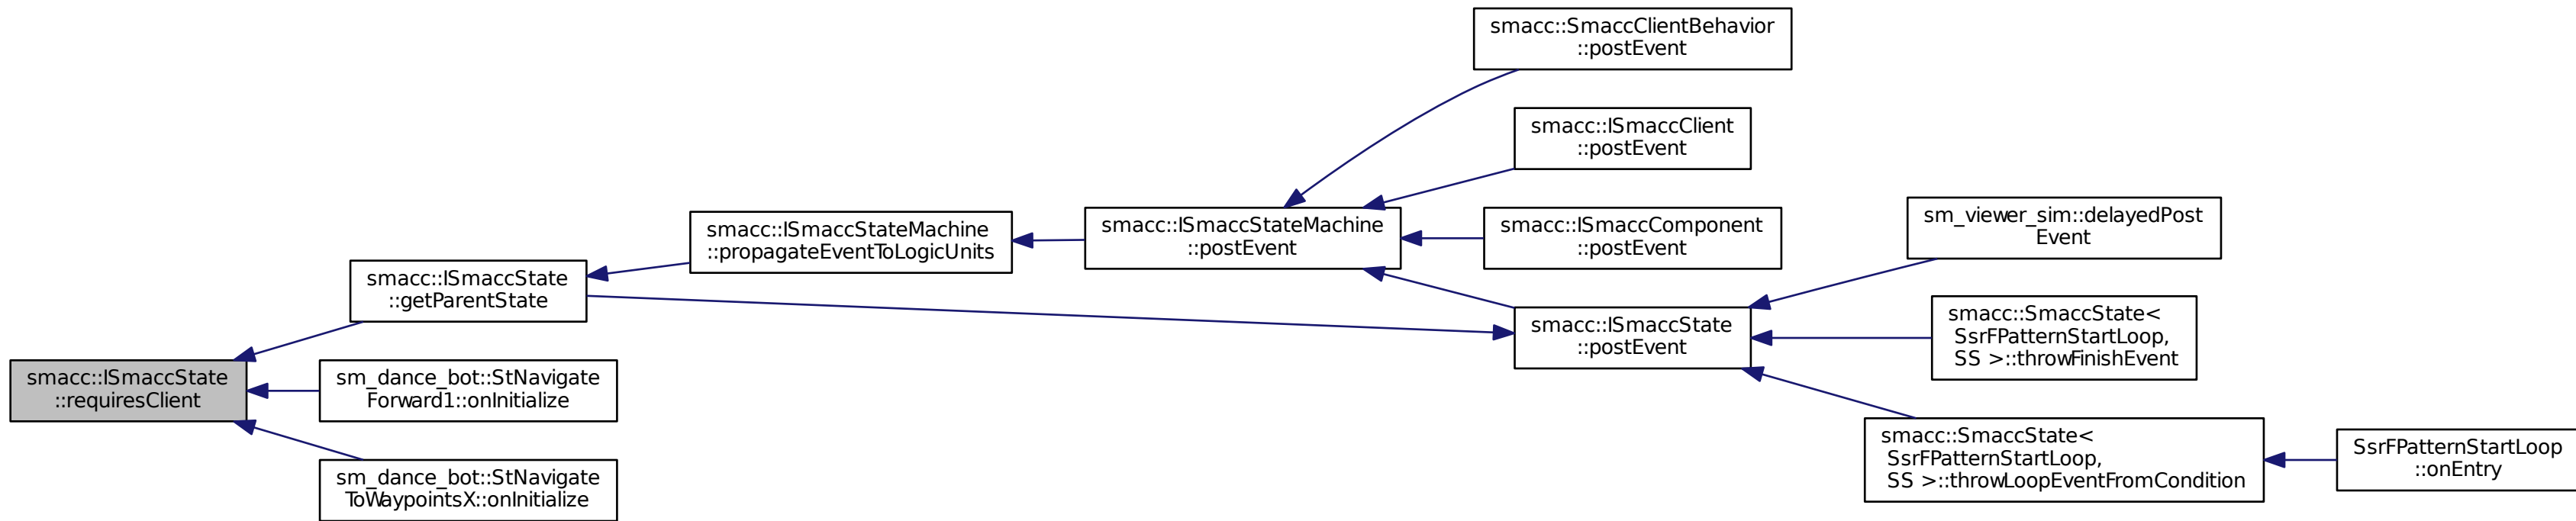 smacc::SmaccClientBehavior
::postEvent
smacc::ISmaccClient
::postEvent
smacc::ISmaccStateMachine
::propagateEventToLogicUnits
smacc::ISmaccStateMachine
::postEvent
smacc::ISmaccComponent
::postEvent
sm_viewer_sim::delayedPost
Event
smacc::ISmaccState
::getParentState
smacc::ISmaccState
::postEvent
smacc::SmaccState<
SsrFPatternStartLoop,
SS >::throwFinishEvent
smacc::ISmaccState
::requiresClient
sm_dance_bot::StNavigate
Forward1::onInitialize
sm_dance_bot::StNavigate
ToWaypointsX::onInitialize
smacc::SmaccState<
SsrFPatternStartLoop,
SS >::throwLoopEventFromCondition
SsrFPatternStartLoop
::onEntry